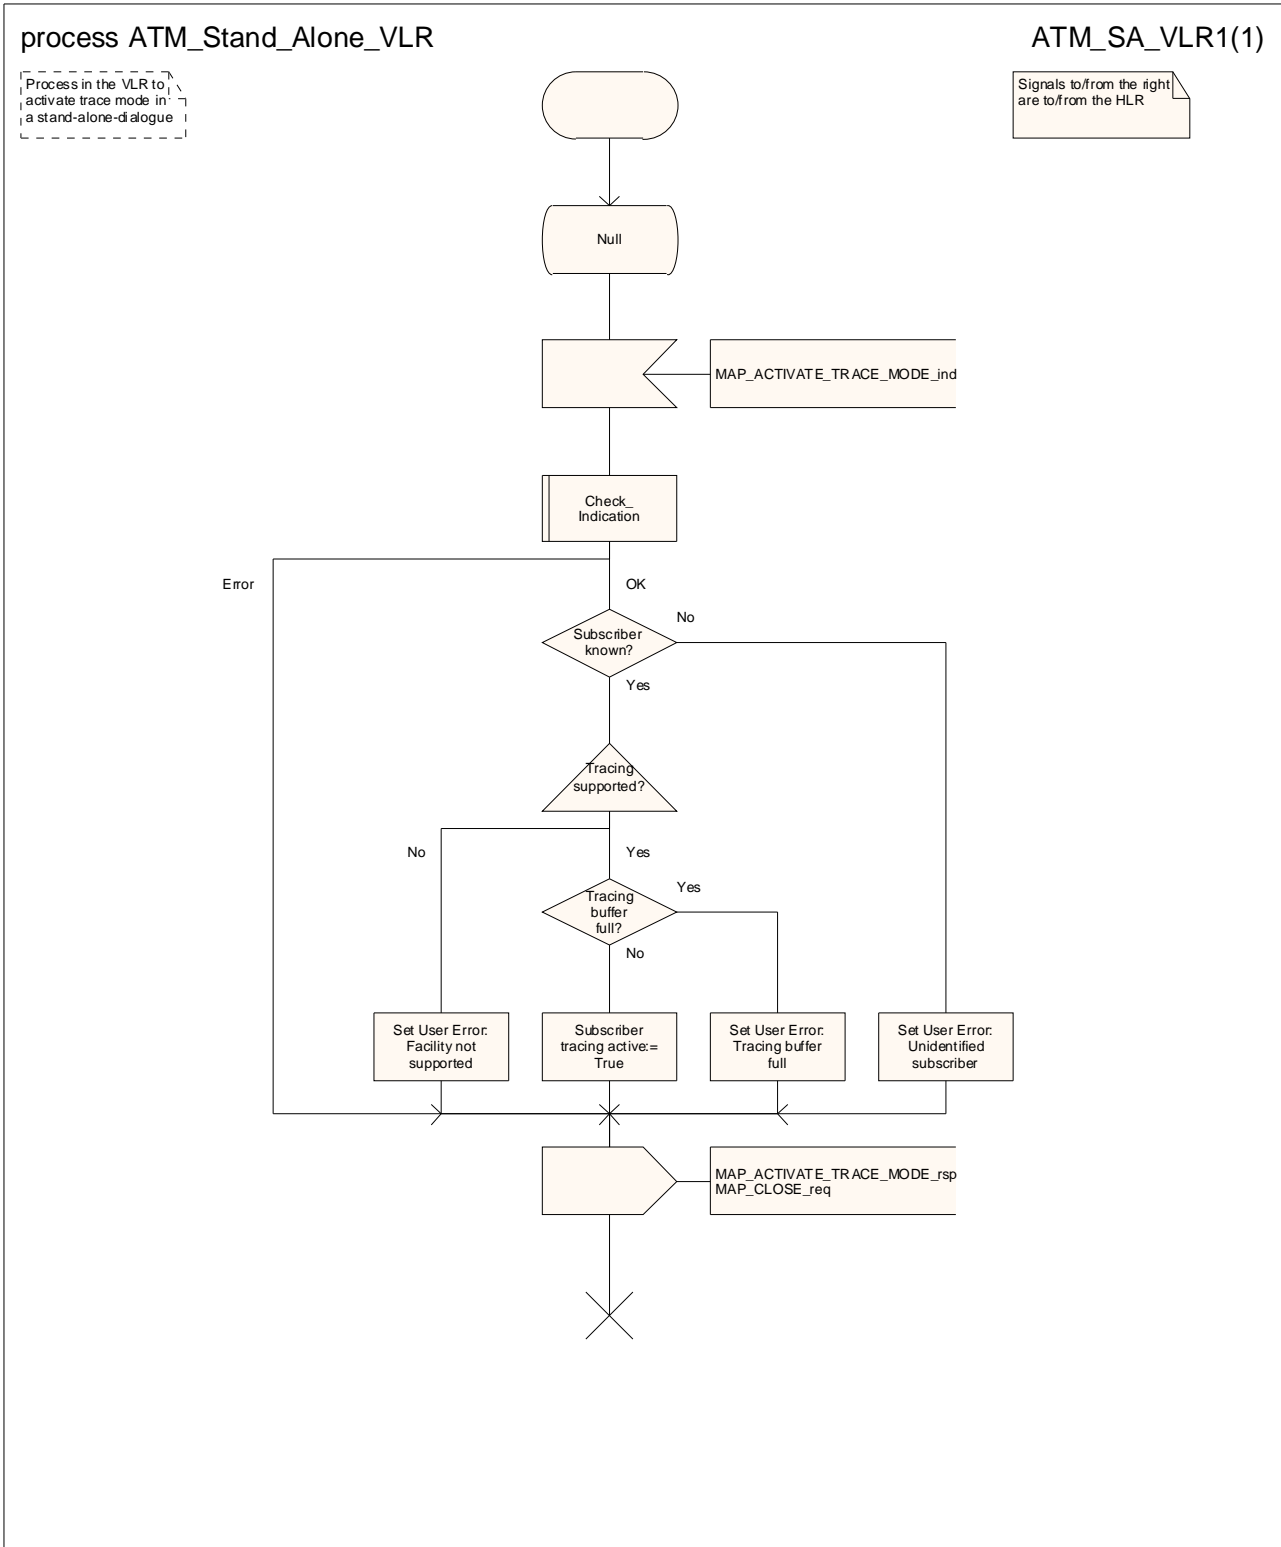 process ATM_Stand_Alone_VLR
ATM_SA_VLR1(1)
Process in the VLR to
activate trace mode in
a stand-alone-dialogue
Signals to/from the right
are to/from the HLR
Null
MAP_ACTIVATE_TRACE_MODE_ind
Check_
Indication
Error
OK
No
Subscriber
known?
Yes
Tracing
supported?
No
Yes
Yes
Tracing
buffer
full?
No
Set User Error:
Facility not
supported
Subscriber
tracing active:=
True
Set User Error:
Tracing buffer
full
Set User Error:
Unidentified
subscriber
MAP_ACTIVATE_TRACE_MODE_rsp
MAP_CLOSE_req